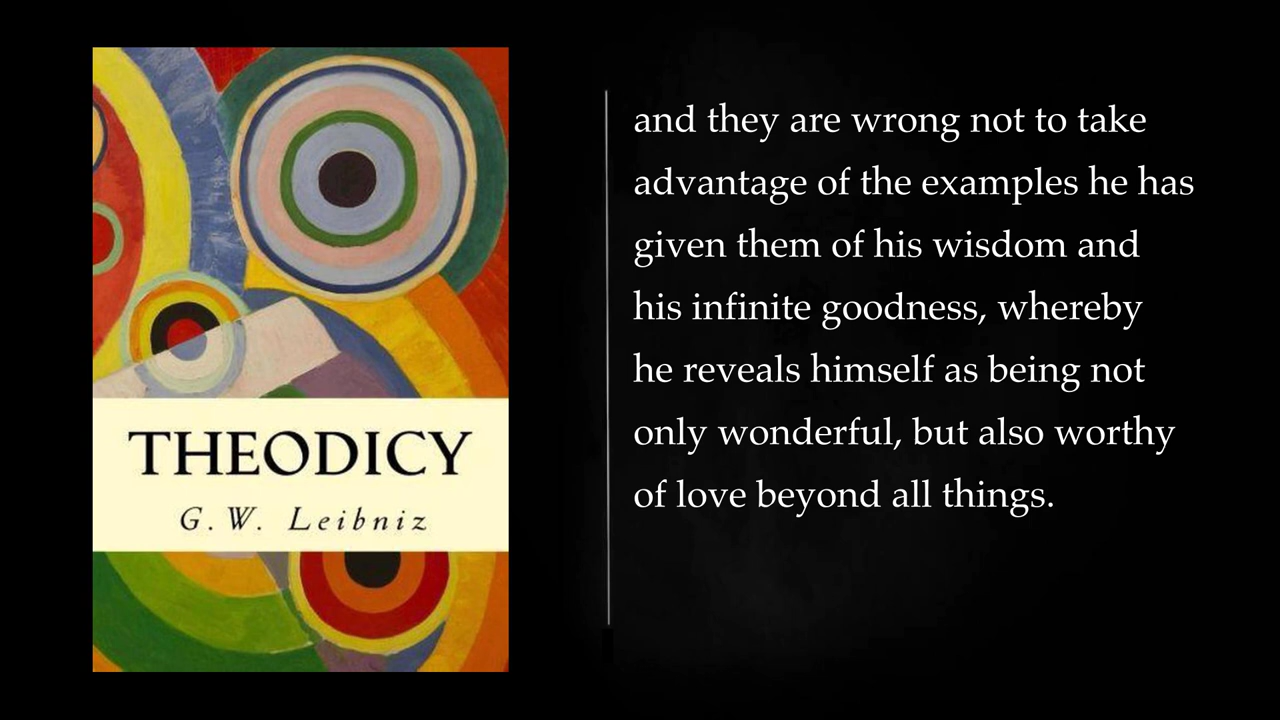 THEODICY
G. W. Leibniz
and they are wrong not to take
advantage of the examples he has
given them of his wisdom and
his infinite goodness, whereby
he reveals himself as being not
only wonderful, but also worthy
of love beyond all things.